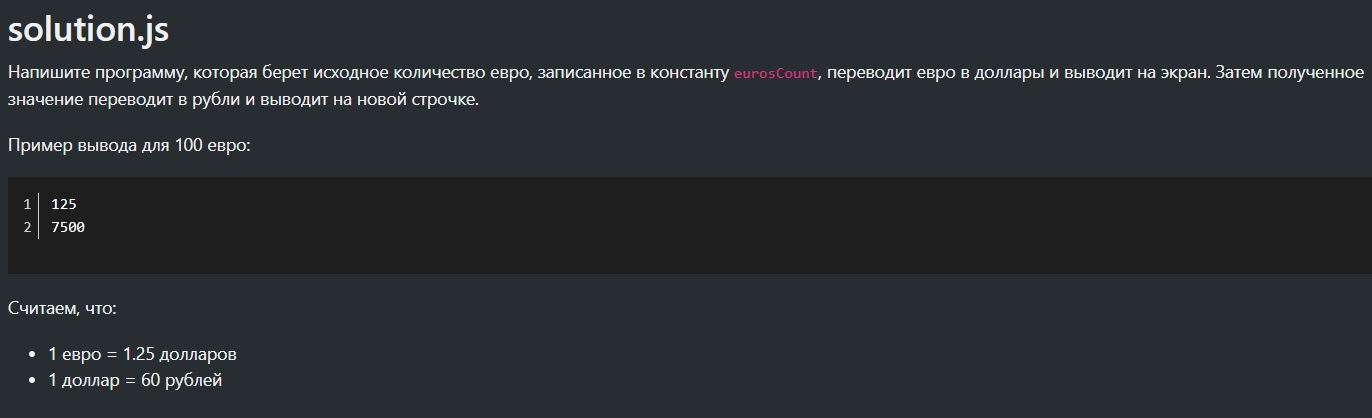 solution.js
Напишите программу, которая берет исходное количество евро, записанное в константу eurosCount, переводит евро в доллары и выводит на экран. Затем полученное
значение переводит в рубли и выводит на новой строчке.
Пример вывода для 100 евро:
1 125
2 7500
Считаем, что:
• 1 евро = 1.25 долларов
• 1 доллар = 60 рублей